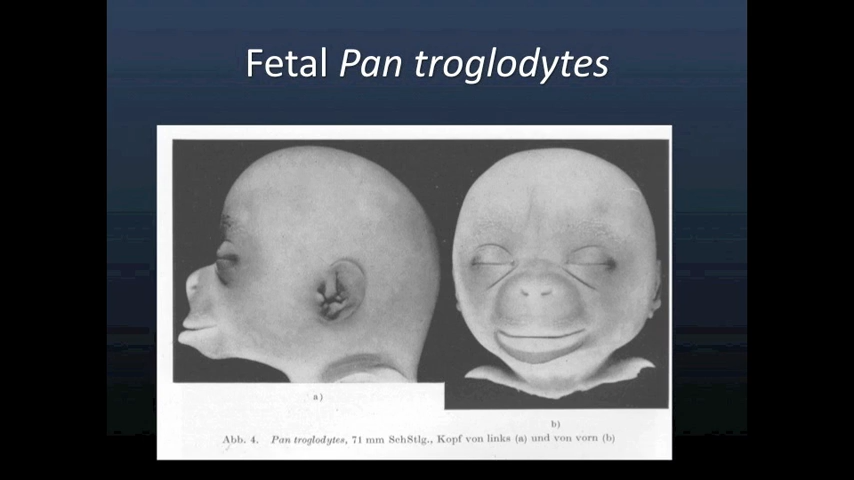 Fetal Pan troglodytes
a)
b)
Abb. 4. Pan troglodytes, 71 mm SchStlg., Kopf von links (a) und von vorn (b)